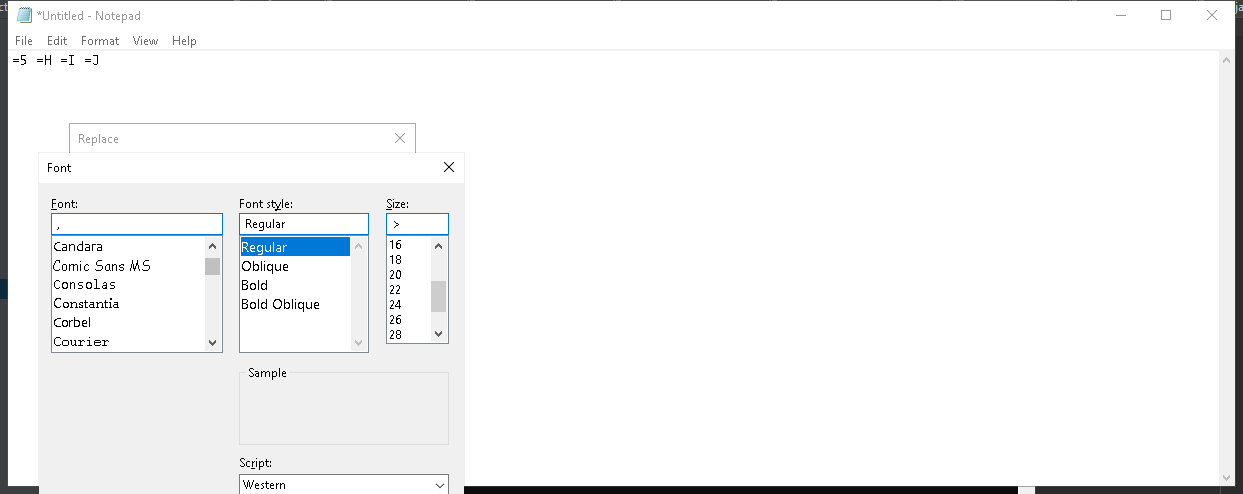 *Untitled - Notepad
File Edit Format View Help
=5 =H =I =J
Replace
Font
Font: Font style: Size:
, Regular >
Candara
Comic Sans MS
Consolas
Constantia
Corbel
Courier
Regular
Oblique
Bold
Bold Oblique
16
18
20
22
24
26
28
Sample
Script:
Western